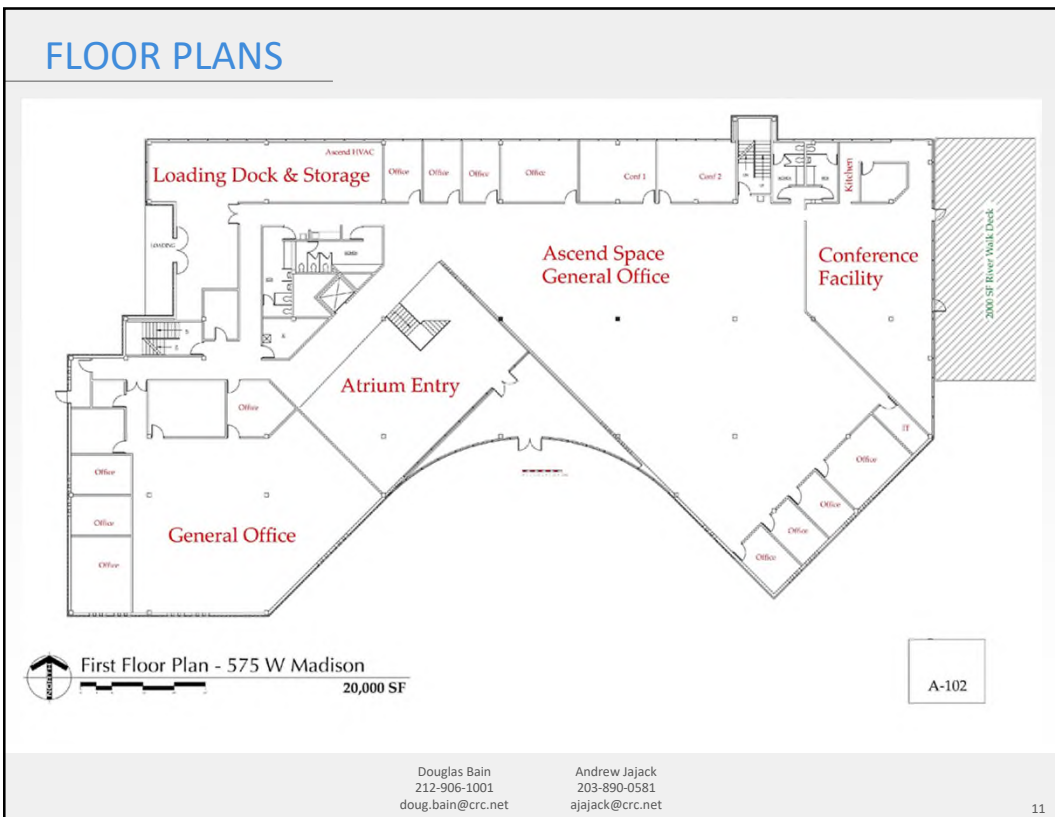 FLOOR PLANS
Ascend HVAC
Loading Dock & Storage
Office
Office
Office
Office
Conf 1
Conf 2
DN
UP
Kitchen
LOADING
Ascend Space
General Office
Conference
Facility
2000 SF River Walk Deck
Atrium Entry
Office
Office
Office
Office
General Office
IT
Office
Office
Office
Office
First Floor Plan - 575 W Madison
NORTH
20,000 SF
A-102
Douglas Bain
212-906-1001
doug.bain@crc.net
Andrew Jajack
203-890-0581
ajajack@crc.net
11